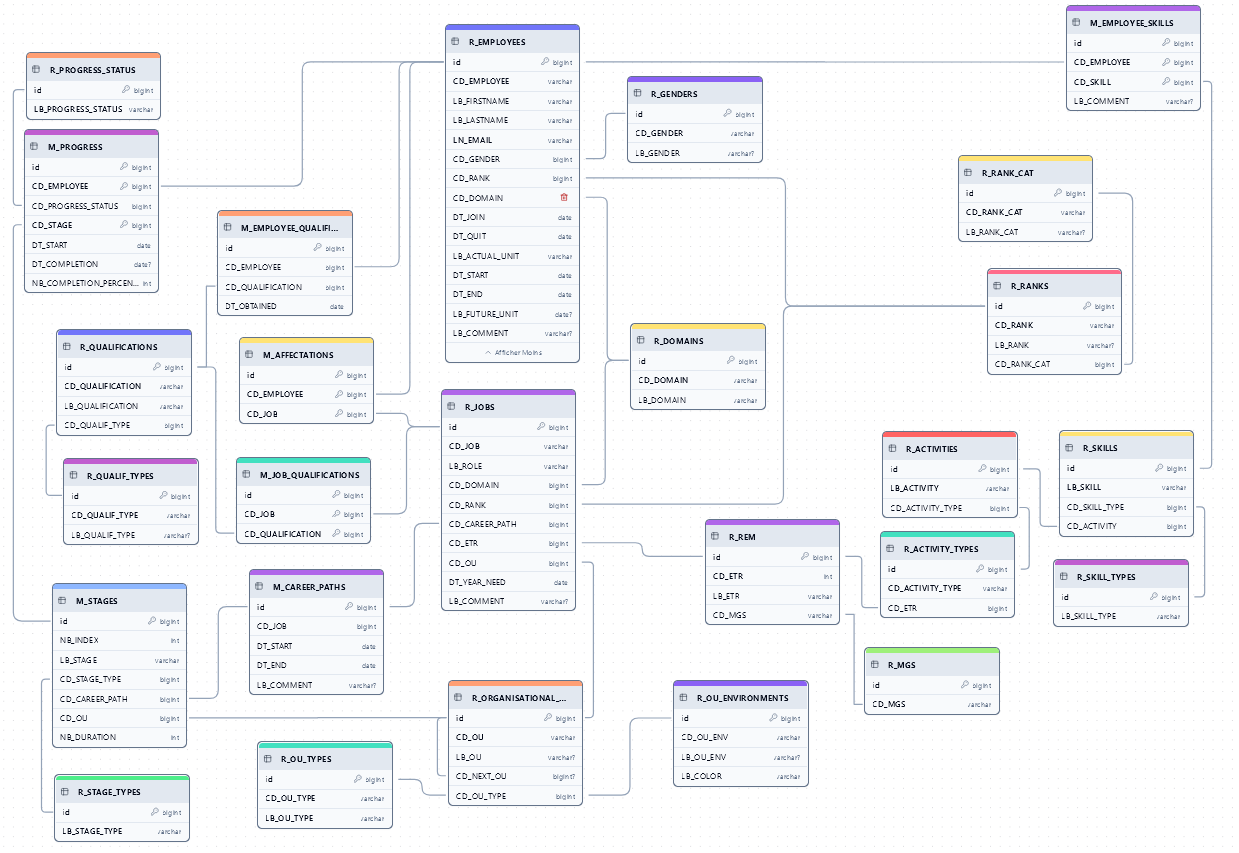 R_EMPLOYEES
id bigint
CD_EMPLOYEE varchar
LB_FIRSTNAME varchar
LB_LASTNAME varchar
LN_EMAIL varchar
CD_GENDER bigint
CD_RANK bigint
CD_DOMAIN
DT_JOIN date
DT_QUIT date
LB_ACTUAL_UNIT varchar
DT_START date
DT_END date
LB_FUTURE_UNIT date?
LB_COMMENT varchar?
Afficher Moins
M_EMPLOYEE_SKILLS
id bigint
CD_EMPLOYEE bigint
CD_SKILL bigint
LB_COMMENT varchar?
R_PROGRESS_STATUS
id bigint
LB_PROGRESS_STATUS varchar
R_GENDERS
id bigint
CD_GENDER varchar
LB_GENDER varchar?
M_PROGRESS
id bigint
CD_EMPLOYEE bigint
CD_PROGRESS_STATUS bigint
CD_STAGE bigint
DT_START date
DT_COMPLETION date?
NB_COMPLETION_PERCEN... int
R_RANK_CAT
id bigint
CD_RANK_CAT varchar
LB_RANK_CAT varchar?
M_EMPLOYEE_QUALIFI...
id bigint
CD_EMPLOYEE bigint
CD_QUALIFICATION bigint
DT_OBTAINED date
R_RANKS
id bigint
CD_RANK varchar
LB_RANK varchar?
CD_RANK_CAT bigint
R_QUALIFICATIONS
id bigint
CD_QUALIFICATION varchar
LB_QUALIFICATION varchar
CD_QUALIF_TYPE bigint
M_AFFECTATIONS
id bigint
CD_EMPLOYEE bigint
CD_JOB bigint
R_DOMAINS
id bigint
CD_DOMAIN varchar
LB_DOMAIN varchar
R_JOBS
id bigint
CD_JOB varchar
LB_ROLE varchar
CD_DOMAIN bigint
CD_RANK bigint
CD_CAREER_PATH bigint
CD_ETR bigint
CD_OU bigint
DT_YEAR_NEED date
LB_COMMENT varchar?
R_QUALIF_TYPES
id bigint
CD_QUALIF_TYPE varchar
LB_QUALIF_TYPE varchar?
M_JOB_QUALIFICATIONS
id bigint
CD_JOB bigint
CD_QUALIFICATION bigint
R_ACTIVITIES
id bigint
LB_ACTIVITY varchar
CD_ACTIVITY_TYPE bigint
R_SKILLS
id bigint
LB_SKILL varchar
CD_SKILL_TYPE bigint
CD_ACTIVITY bigint
R_REM
id bigint
CD_ETR int
LB_ETR varchar
CD_MGS varchar
R_ACTIVITY_TYPES
id bigint
CD_ACTIVITY_TYPE varchar
CD_ETR bigint
R_SKILL_TYPES
id bigint
LB_SKILL_TYPE varchar
M_STAGES
id bigint
NB_INDEX int
LB_STAGE varchar
CD_STAGE_TYPE bigint
CD_CAREER_PATH bigint
CD_OU bigint
NB_DURATION int
M_CAREER_PATHS
id bigint
CD_JOB bigint
DT_START date
DT_END date
LB_COMMENT varchar?
R_MGS
id bigint
CD_MGS varchar
R_ORGANISATIONAL_...
id bigint
CD_OU varchar
LB_OU varchar?
CD_NEXT_OU bigint?
CD_OU_TYPE bigint
R_OU_ENVIRONMENTS
id bigint
CD_OU_ENV varchar
LB_OU_ENV varchar?
LB_COLOR varchar
R_OU_TYPES
id bigint
CD_OU_TYPE varchar
LB_OU_TYPE varchar
R_STAGE_TYPES
id bigint
LB_STAGE_TYPE varchar